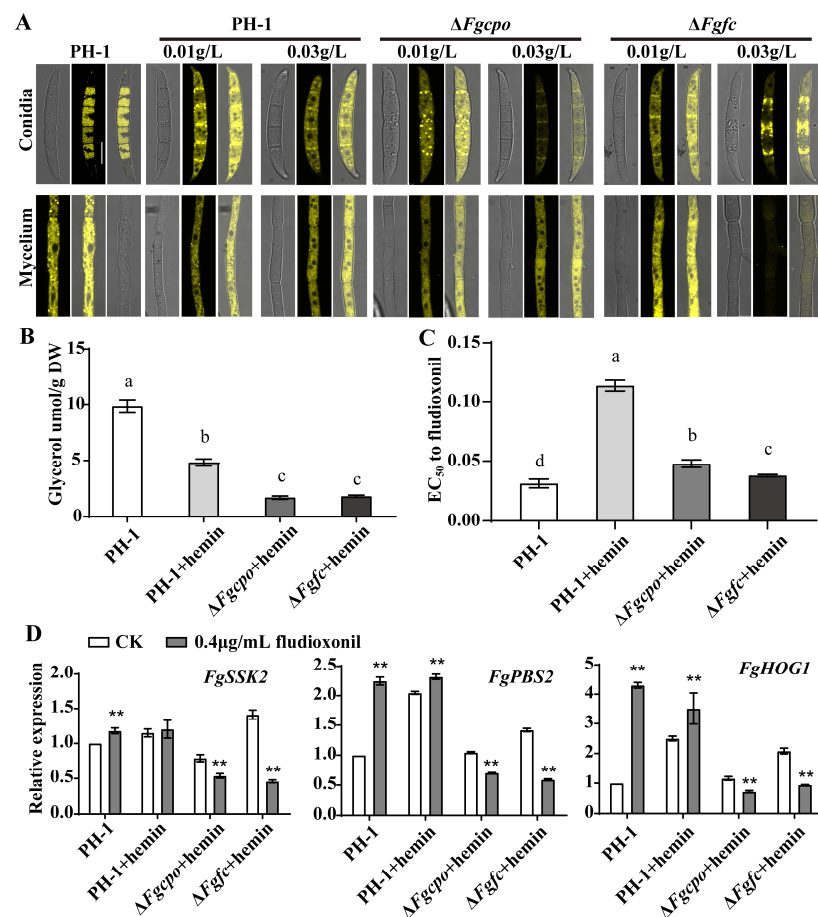 A
PH-1 ΔFgcpo ΔFgfc
PH-1 0.01g/L 0.03g/L 0.01g/L 0.03g/L 0.01g/L 0.03g/L
Conidia
Mycelium
B
Glycerol umol/g DW
15
10
5
0
a
b
c
c
PH-1
PH-1+hemin
ΔFgcpo+hemin
ΔFgfc+hemin
C
EC50 to fludioxonil
0.15
0.10
0.05
0.00
d
a
b
c
PH-1
PH-1+hemin
ΔFgcpo+hemin
ΔFgfc+hemin
D
CK 0.4μg/mL fludioxonil
Relative expression
FgSSK2
2.0
1.5
1.0
0.5
0.0
**
**
**
PH-1
PH-1+hemin
ΔFgcpo+hemin
ΔFgfc+hemin
FgPBS2
2.5
2.0
1.5
1.0
0.5
0.0
**
**
**
**
PH-1
PH-1+hemin
ΔFgcpo+hemin
ΔFgfc+hemin
FgHOG1
5
4
3
2
1
0
**
**
**
**
PH-1
PH-1+hemin
ΔFgcpo+hemin
ΔFgfc+hemin